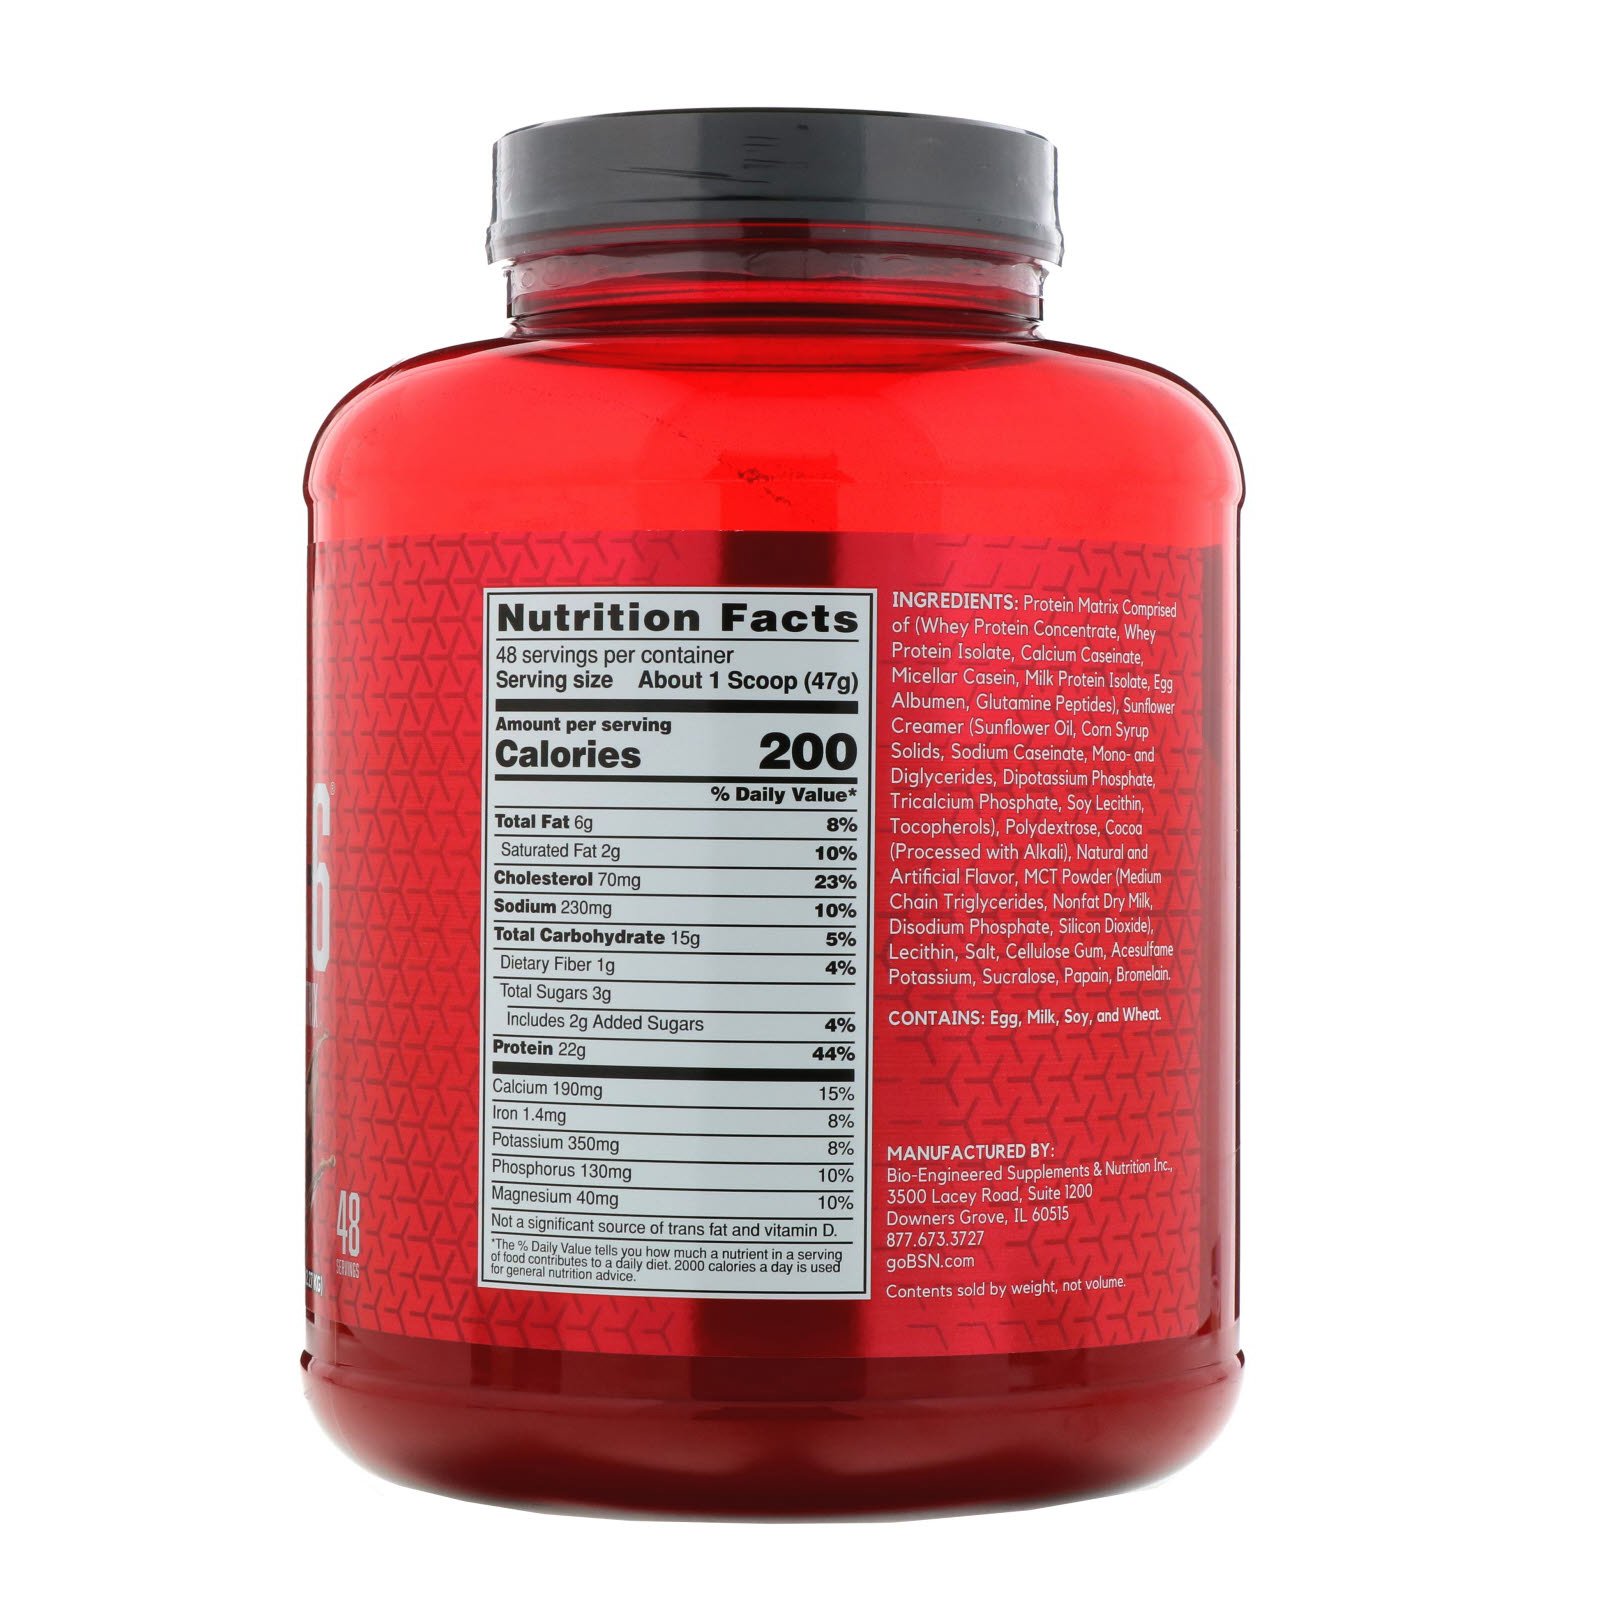 6®
TRIX
48
SERVINGS
Nutrition Facts
48 servings per container
Serving size About 1 Scoop (47g)
Amount per serving
Calories 200
% Daily Value*
Total Fat 6g 8%
Saturated Fat 2g 10%
Cholesterol 70mg 23%
Sodium 230mg 10%
Total Carbohydrate 15g 5%
Dietary Fiber 1g 4%
Total Sugars 3g
Includes 2g Added Sugars 4%
Protein 22g 44%
Calcium 190mg 15%
Iron 1.4mg 8%
Potassium 350mg 8%
Phosphorus 130mg 10%
Magnesium 40mg 10%
Not a significant source of trans fat and vitamin D.
*The % Daily Value tells you how much a nutrient in a serving
of food contributes to a daily diet. 2000 calories a day is used
for general nutrition advice.
INGREDIENTS: Protein Matrix Comprised
of (Whey Protein Concentrate, Whey
Protein Isolate, Calcium Caseinate,
Micellar Casein, Milk Protein Isolate, Egg
Albumen, Glutamine Peptides), Sunflower
Creamer (Sunflower Oil, Corn Syrup
Solids, Sodium Caseinate, Mono- and
Diglycerides, Dipotassium Phosphate,
Tricalcium Phosphate, Soy Lecithin,
Tocopherols), Polydextrose, Cocoa
(Processed with Alkali), Natural and
Artificial Flavor, MCT Powder (Medium
Chain Triglycerides, Nonfat Dry Milk,
Disodium Phosphate, Silicon Dioxide),
Lecithin, Salt, Cellulose Gum, Acesulfame
Potassium, Sucralose, Papain, Bromelain.
CONTAINS: Egg, Milk, Soy, and Wheat.
MANUFACTURED BY:
Bio-Engineered Supplements & Nutrition Inc.,
3500 Lacey Road, Suite 1200
Downers Grove, IL 60515
877.673.3727
goBSN.com
Contents sold by weight, not volume.